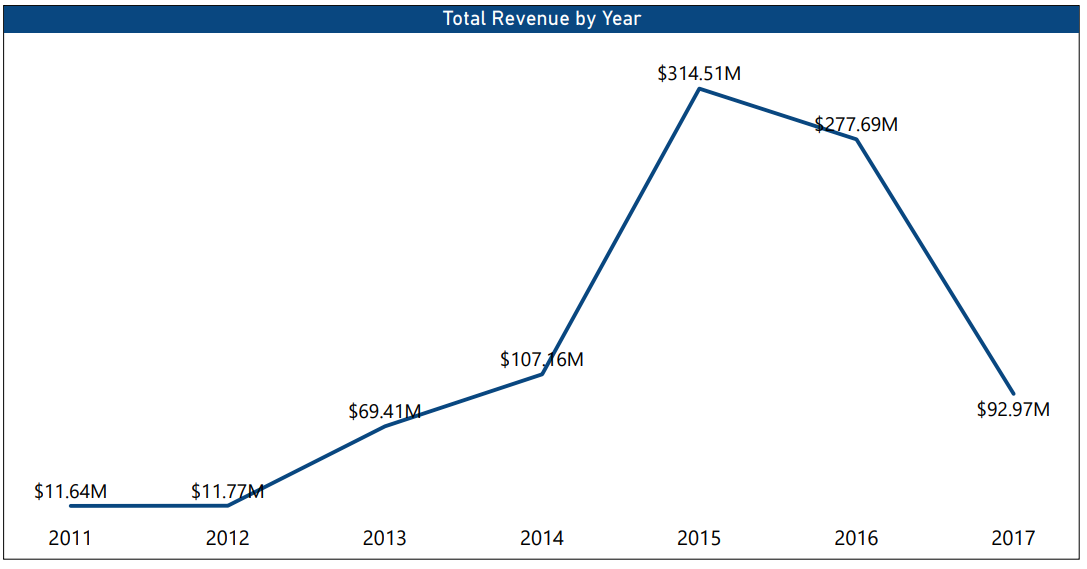 Total Revenue by Year
$314.51M
$277.69M
$107.16M
$92.97M
$69.41M
$11.64M $11.77M
2011 2012 2013 2014 2015 2016 2017